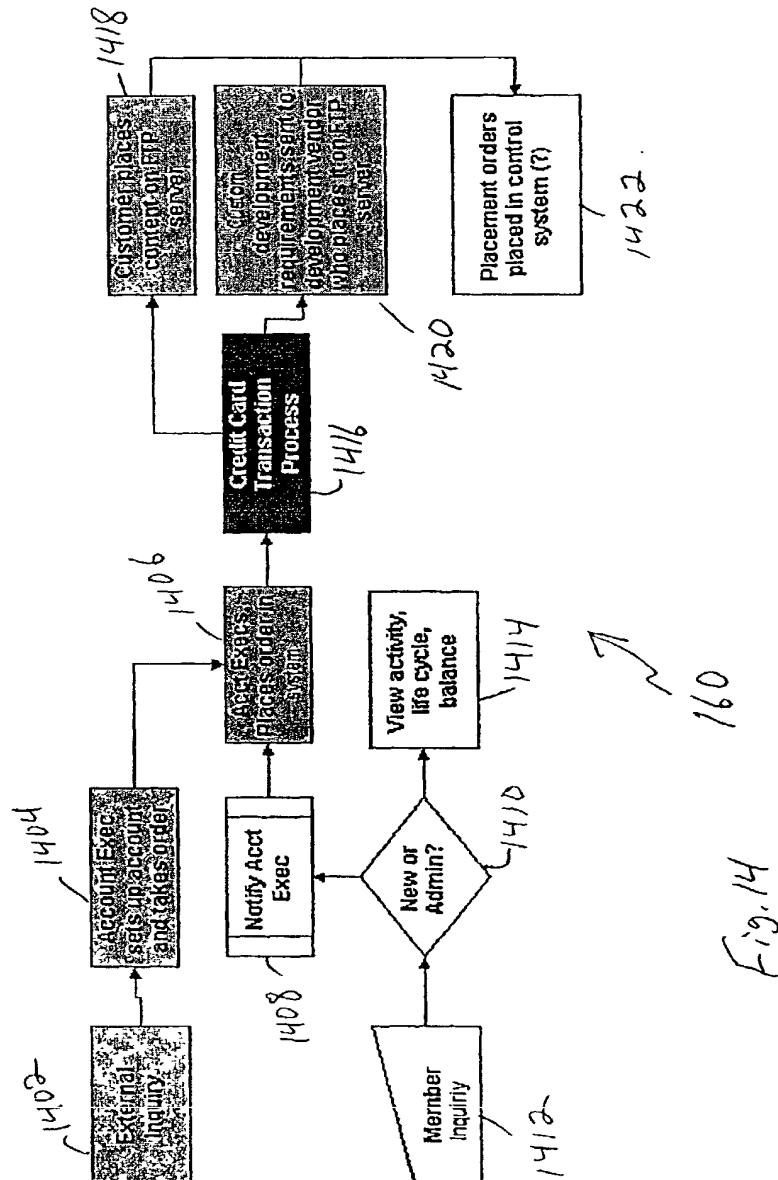 1402
External
Inquiry
1404
Account Exec
sets up account
and takes order
1406
Acct Execs
Places order in
system
1408
Notify Acct
Exec
1410
New or
Admin?
1412
Member
Inquiriy
1414
View activity,
life cycle,
balance
1416
Credit Card
Transaction
Process
1418
Customer places
content on FTP
server
1420
Custom
development
requirements sent to
development vendor
who places it on FTP
server
1422.
Placement orders
placed in control
system (?)
160
Fig. 14